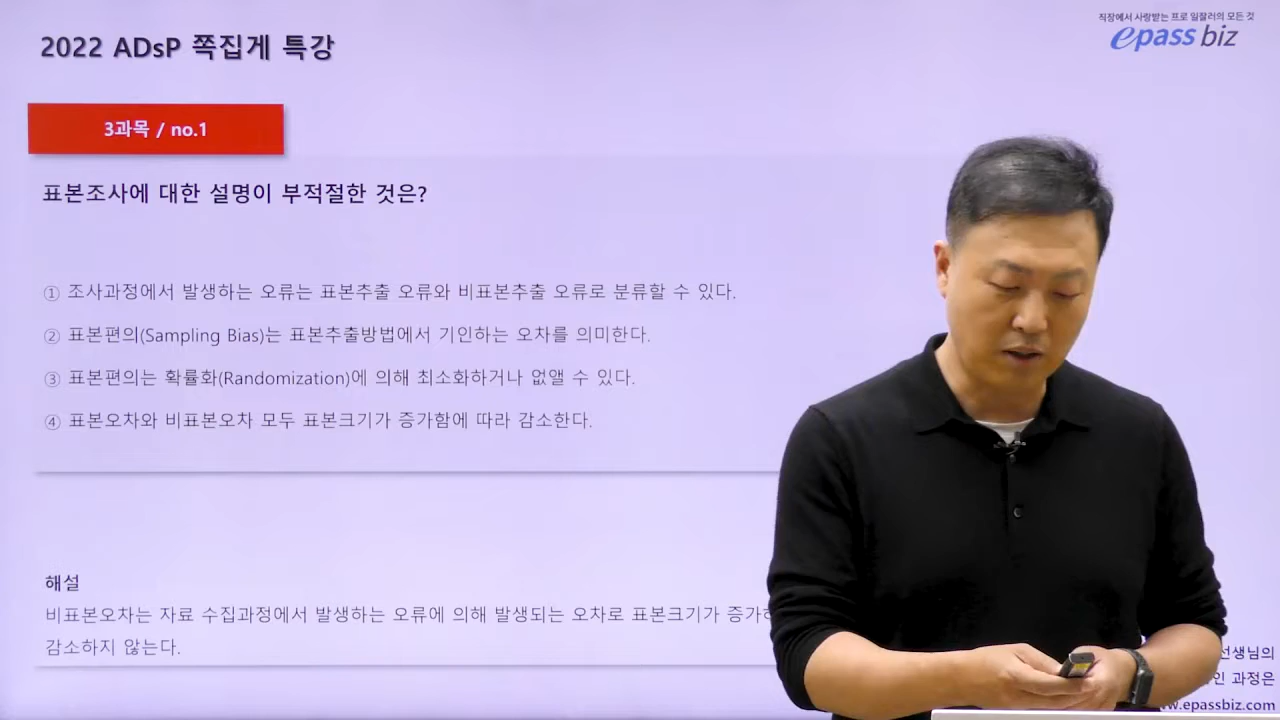 직장에서 사랑받는 프로 일잘러의 모든 것
epass biz
2022 ADsP 쪽집게 특강
3과목 / no.1
표본조사에 대한 설명이 부적절한 것은?
① 조사과정에서 발생하는 오류는 표본추출 오류와 비표본추출 오류로 분류할 수 있다.
② 표본편의(Sampling Bias)는 표본추출방법에서 기인하는 오차를 의미한다.
③ 표본편의는 확률화(Randomization)에 의해 최소화하거나 없앨 수 있다.
④ 표본오차와 비표본오차 모두 표본크기가 증가함에 따라 감소한다.
해설
비표본오차는 자료 수집과정에서 발생하는 오류에 의해 발생되는 오차로 표본크기가
감소하지 않는다.
선생님의
과정은
epassbiz.com